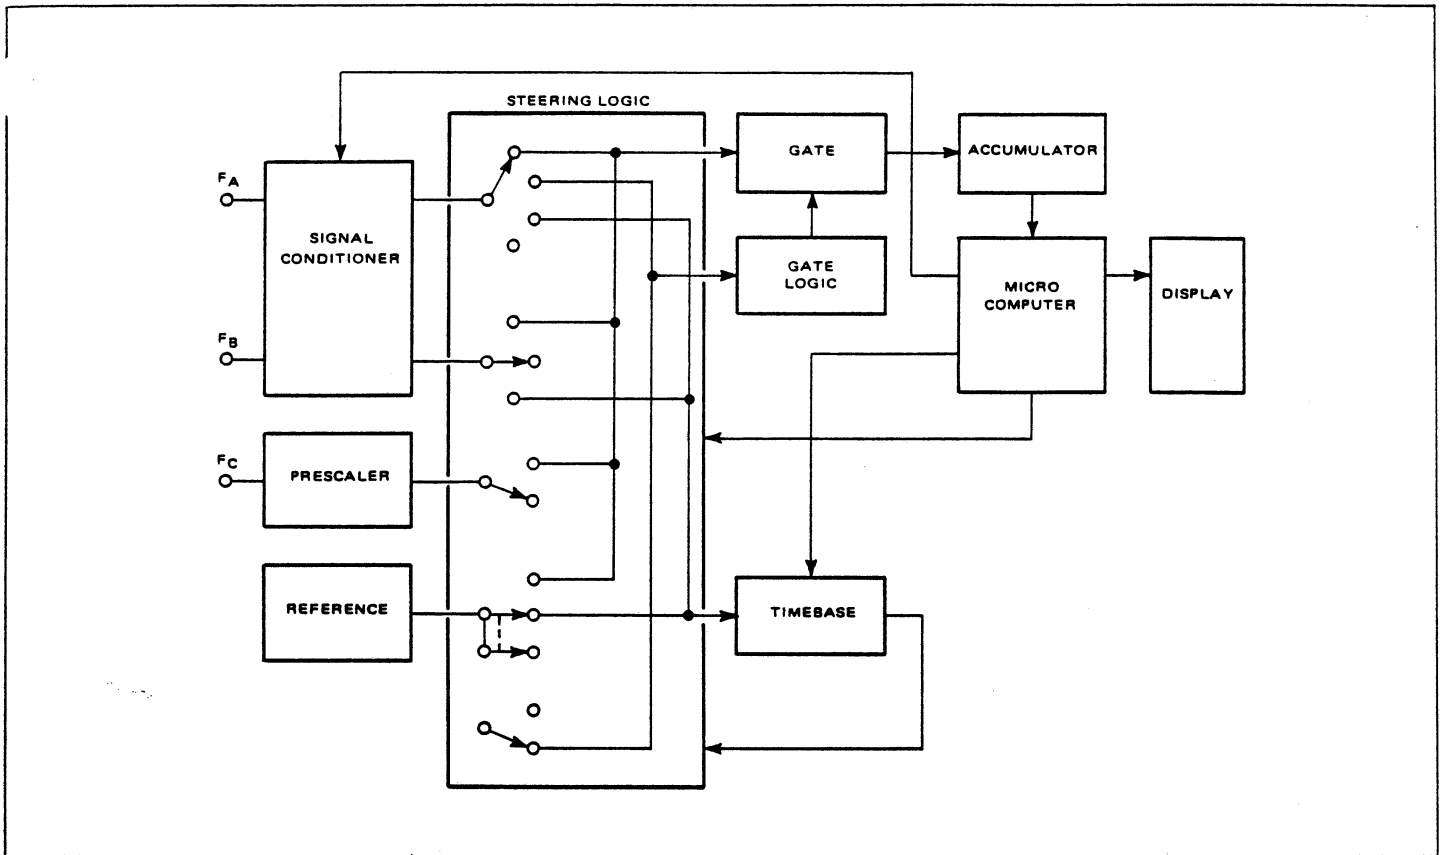 STEERING LOGIC
FA
SIGNAL
CONDITIONER
FB
FC
PRESCALER
REFERENCE
GATE
GATE
LOGIC
ACCUMULATOR
MICRO
COMPUTER
DISPLAY
TIMEBASE